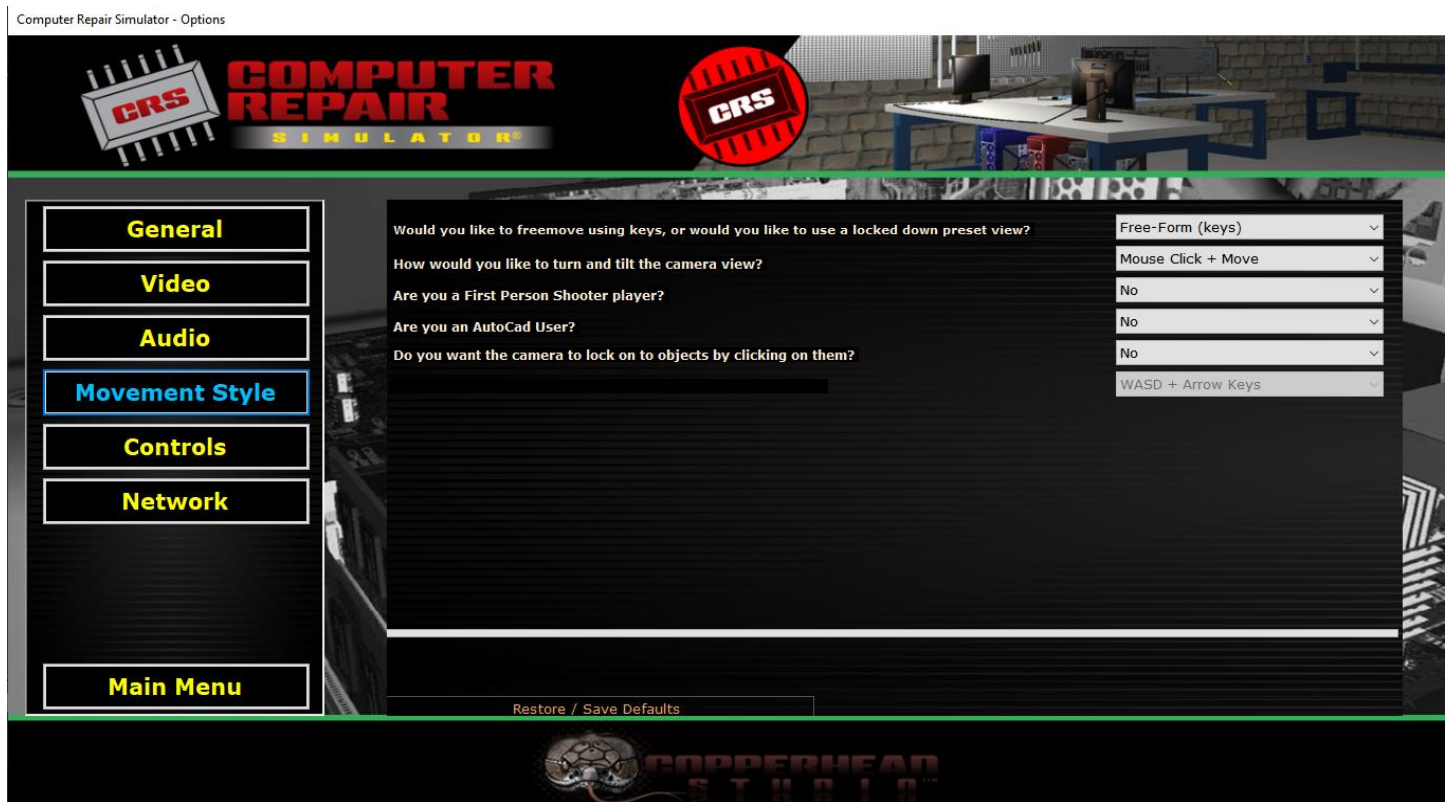 Computer Repair Simulator - Options
CRS
COMPUTER
REPAIR
SIMULATOR®
CRS
General
Video
Audio
Movement Style
Controls
Network
Main Menu
Would you like to freemove using keys, or would you like to use a locked down preset view?
Free-Form (keys)
How would you like to turn and tilt the camera view?
Mouse Click + Move
Are you a First Person Shooter player?
No
Are you an AutoCad User?
No
Do you want the camera to lock on to objects by clicking on them?
No
WASD + Arrow Keys
Restore / Save Defaults
COPPERHEAD